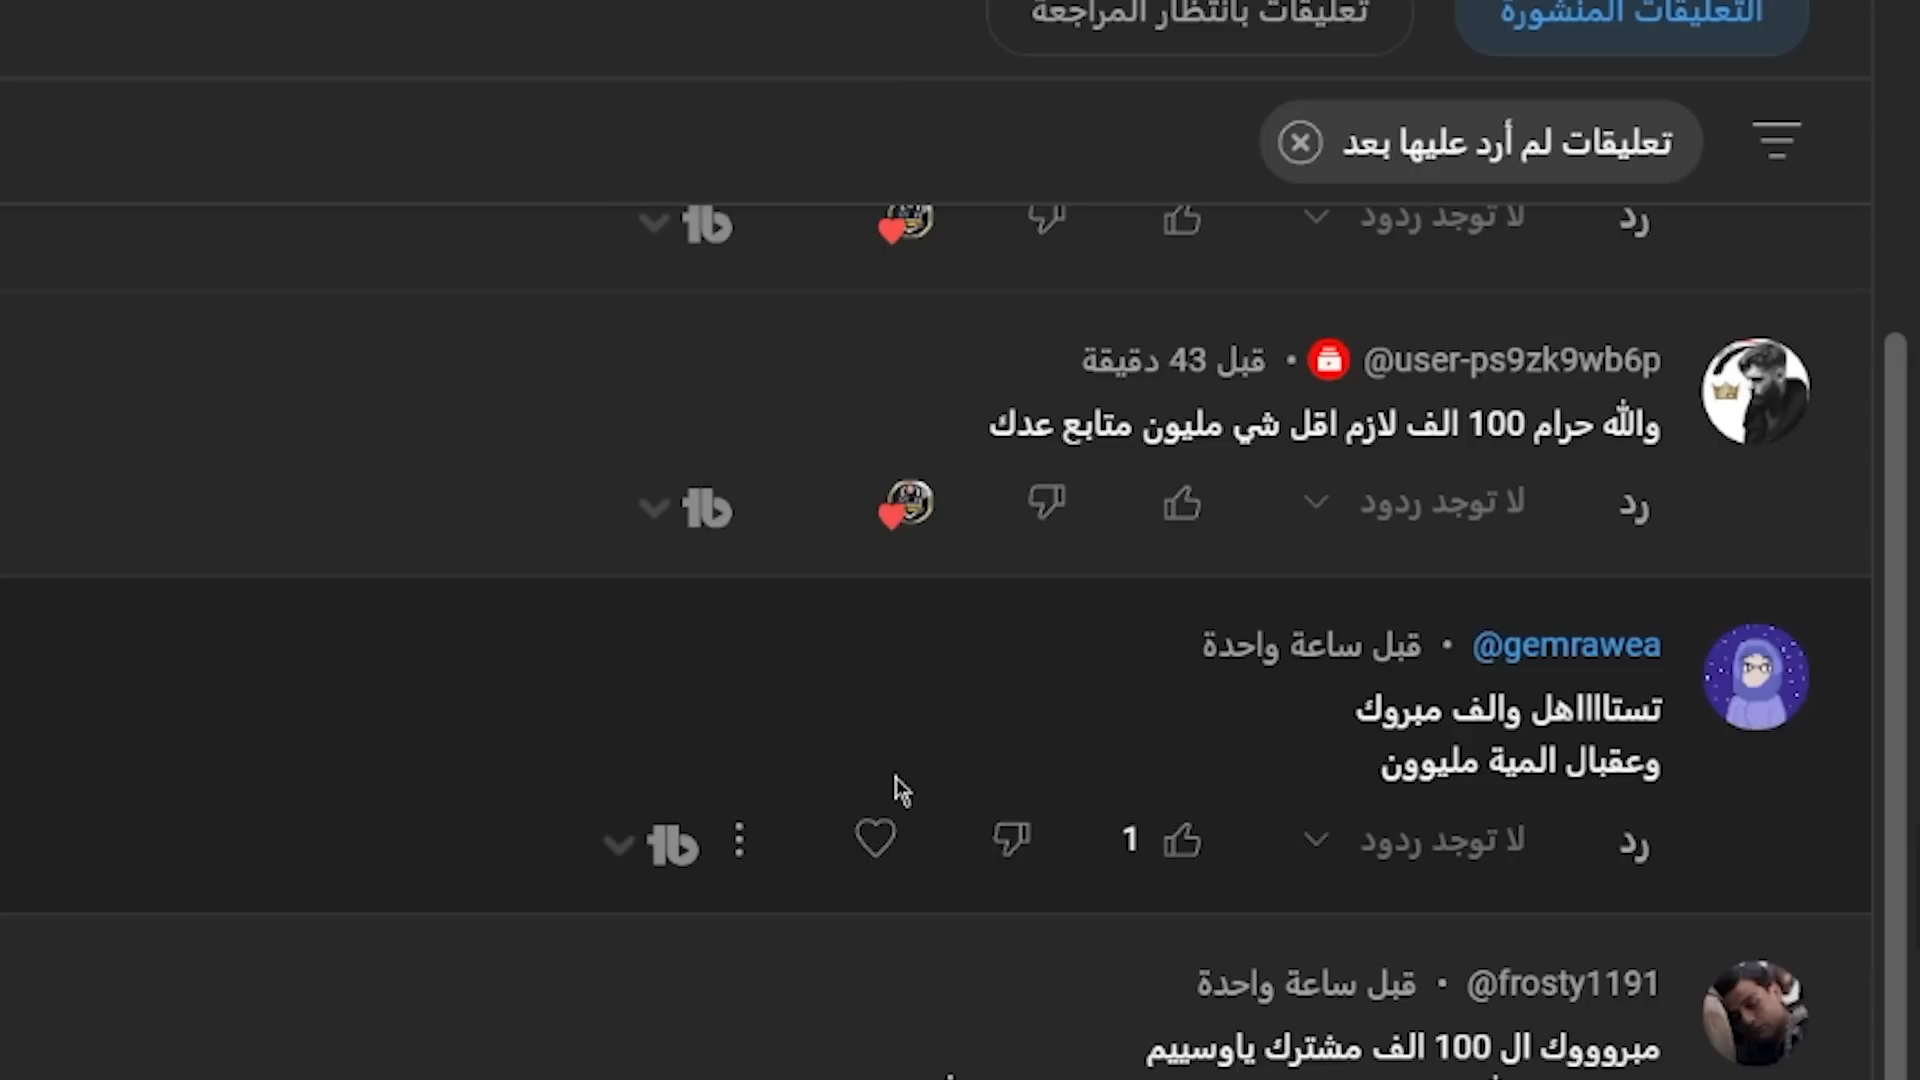 التعليقات المنشورة
تعليقات بانتظار المراجعة
تعليقات لم أرد عليها بعد
رد
لا توجد ردود
@user-ps9zk9wb6p • قبل 43 دقيقة
والله حرام 100 الف لازم اقل شي مليون متابع عدك
رد
لا توجد ردود
@gemrawea • قبل ساعة واحدة
تستاااااهل والف مبروك
وعقبال المية مليوون
رد
لا توجد ردود
1
@frosty1191 • قبل ساعة واحدة
مبروووك ال 100 الف مشترك ياوسييم